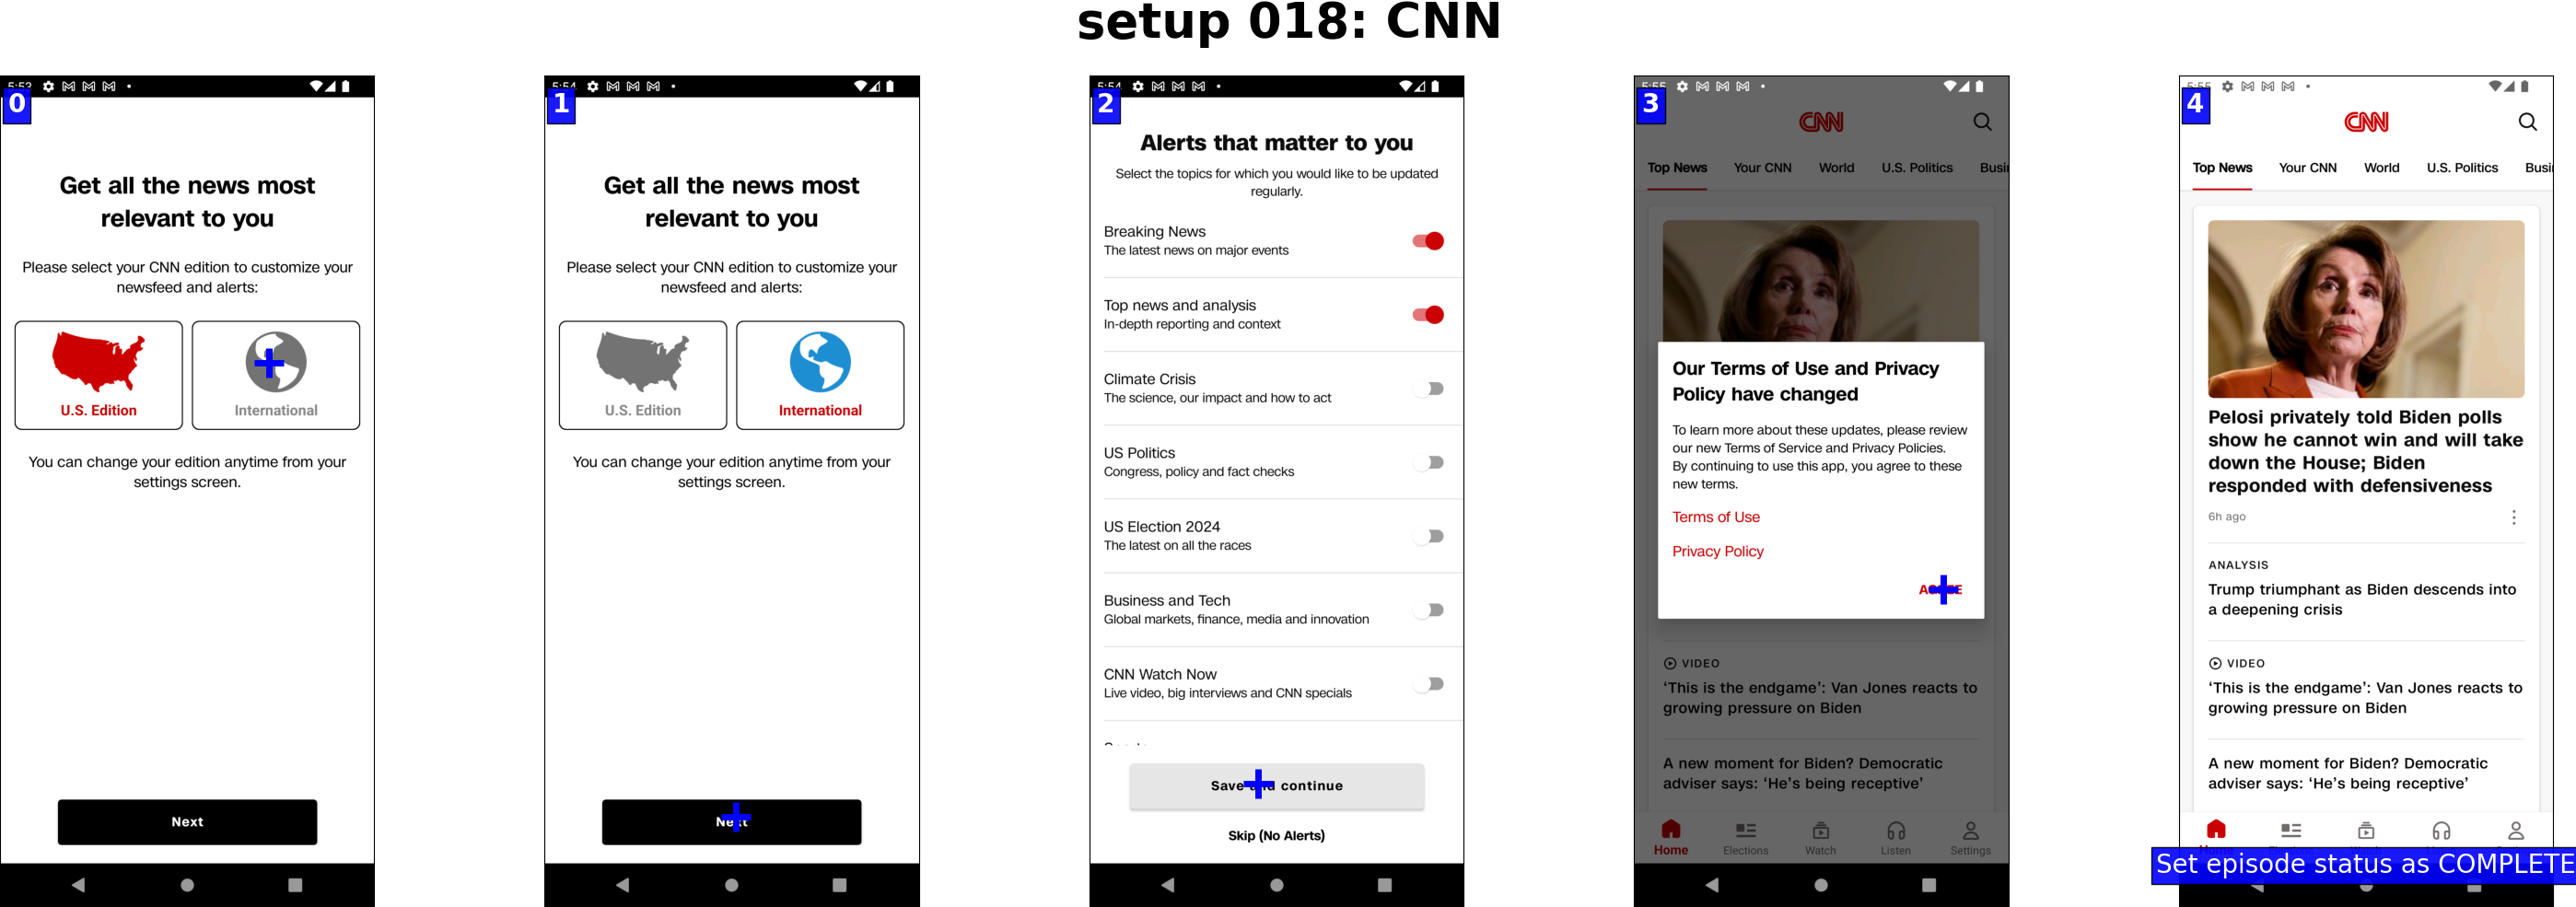 setup 018: CNN
0
Get all the news most
relevant to you
Please select your CNN edition to customize your
newsfeed and alerts:
U.S. Edition
International
You can change your edition anytime from your
settings screen.
Next
1
Get all the news most
relevant to you
Please select your CNN edition to customize your
newsfeed and alerts:
U.S. Edition
International
You can change your edition anytime from your
settings screen.
Next
2
Alerts that matter to you
Select the topics for which you would like to be updated
regularly.
Breaking News
The latest news on major events
Top news and analysis
In-depth reporting and context
Climate Crisis
The science, our impact and how to act
US Politics
Congress, policy and fact checks
US Election 2024
The latest on all the races
Business and Tech
Global markets, finance, media and innovation
CNN Watch Now
Live video, big interviews and CNN specials
Save and continue
Skip (No Alerts)
3
CNN
Top News Your CNN World U.S. Politics Busi
Our Terms of Use and Privacy
Policy have changed
To learn more about these updates, please review
our new Terms of Service and Privacy Policies.
By continuing to use this app, you agree to these
new terms.
Terms of Use
Privacy Policy
AGREE
VIDEO
‘This is the endgame’: Van Jones reacts to
growing pressure on Biden
A new moment for Biden? Democratic
adviser says: ‘He’s being receptive’
Home Elections Watch Listen Settings
4
CNN
Top News Your CNN World U.S. Politics Busi
Pelosi privately told Biden polls
show he cannot win and will take
down the House; Biden
responded with defensiveness
6h ago
ANALYSIS
Trump triumphant as Biden descends into
a deepening crisis
VIDEO
‘This is the endgame’: Van Jones reacts to
growing pressure on Biden
A new moment for Biden? Democratic
adviser says: ‘He’s being receptive’
Set episode status as COMPLETE